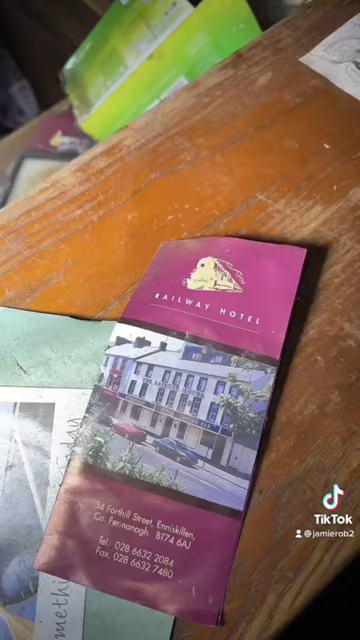 RAILWAY HOTEL
34 Forthill Street, Enniskillen,
Co. Fermanagh. BT74 6AJ
Tel. 028 6632 2084
Fax. 028 6632 7480
TikTok
@jamierob2